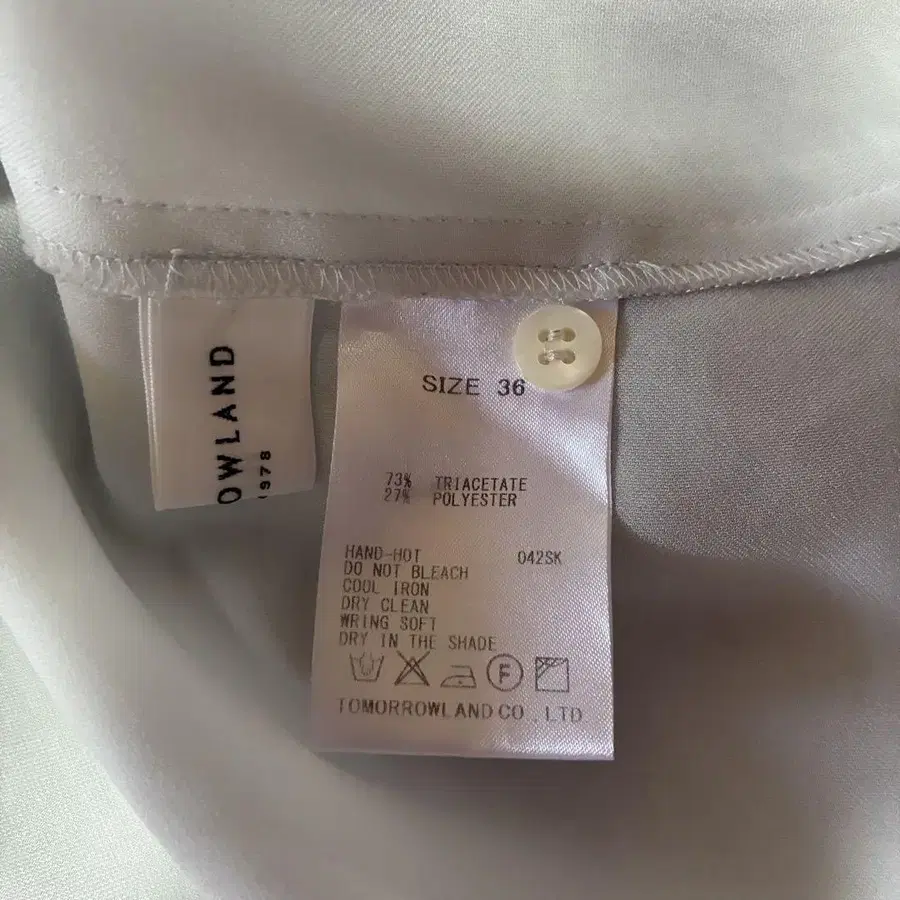 OWLAND
1978
SIZE 36
73% TRIACETATE
27% POLYESTER
HAND-HOT 042SK
DO NOT BLEACH
COOL IRON
DRY CLEAN
WRING SOFT
DRY IN THE SHADE
F
TOMORROWLAND CO.,LTD